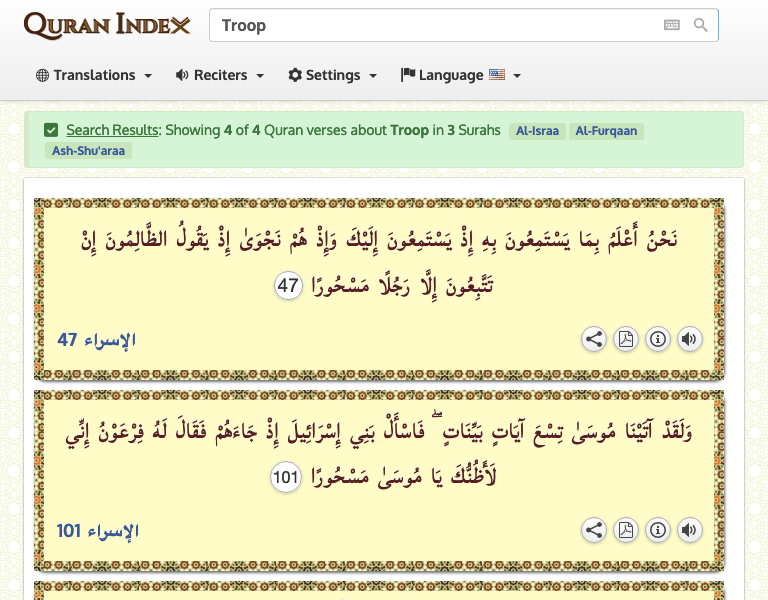 QURAN INDEX
Troop
Translations
Reciters
Settings
Language
Search Results: Showing 4 of 4 Quran verses about Troop in 3 Surahs Al-Israa Al-Furqaan
Ash-Shu'araa
نَحْنُ أَعْلَمُ بِمَا يَسْتَمِعُونَ بِهِ إِذْ يَسْتَمِعُونَ إِلَيْكَ وَإِذْ هُمْ نَجْوَىٰ إِذْ يَقُولُ الظَّالِمُونَ إِنْ
تَتَّبِعُونَ إِلَّا رَجُلًا مَسْحُورًا 47
الإسراء 47
وَلَقَدْ آتَيْنَا مُوسَىٰ تِسْعَ آيَاتٍ بَيِّنَاتٍ ۖ فَاسْأَلْ بَنِي إِسْرَائِيلَ إِذْ جَاءَهُمْ فَقَالَ لَهُ فِرْعَوْنُ إِنِّي
لَأَظُنُّكَ يَا مُوسَىٰ مَسْحُورًا 101
الإسراء 101